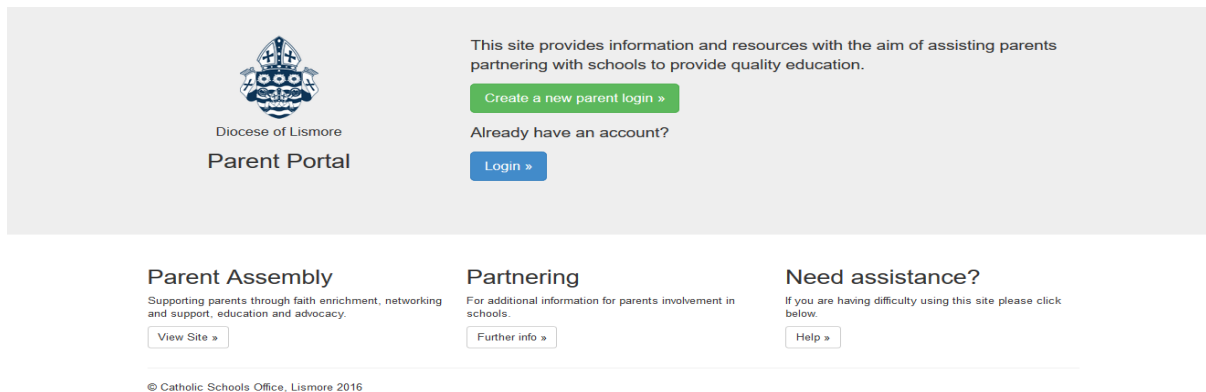 This site provides information and resources with the aim of assisting parents
partnering with schools to provide quality education.
Create a new parent login »
Diocese of Lismore
Already have an account?
Parent Portal
Login »
Parent Assembly
Supporting parents through faith enrichment, networking
and support, education and advocacy.
View Site »
Partnering
For additional information for parents involvement in
schools.
Further info »
Need assistance?
If you are having difficulty using this site please click
below.
Help »
© Catholic Schools Office, Lismore 2016